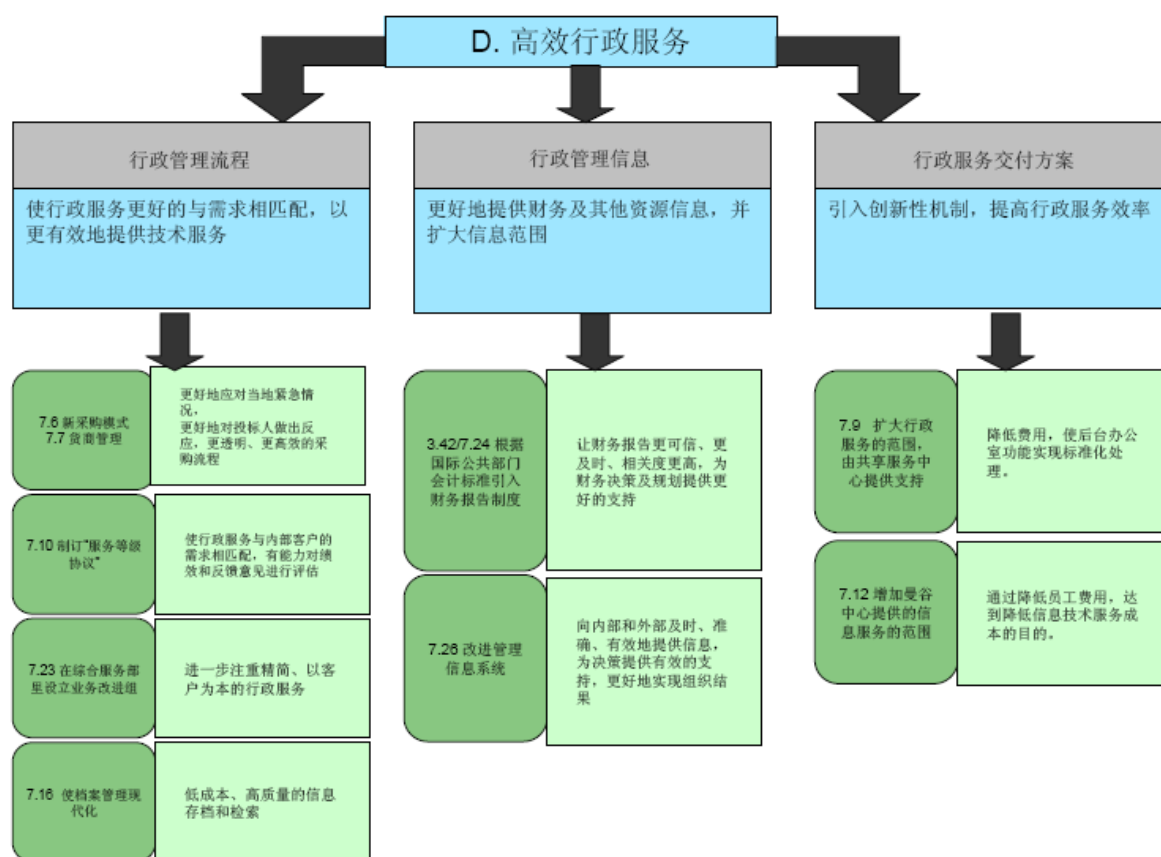 D. 高效行政服务
行政管理流程
使行政服务更好的与需求相匹配，以
更有效地提供技术服务
行政管理信息
更好地提供财务及其他资源信息，并
扩大信息范围
行政服务交付方案
引入创新性机制，提高行政服务效率
7.6 新采购模式
7.7 货商管理
更好地应对当地紧急情
况，
更好地对投标人做出反
应，更透明、更高效的采
购流程
7.10 制订“服务等级
协议”
使行政服务与内部客户的
需求相匹配，有能力对绩
效和反馈意见进行评估
7.23 在综合服务部
里设立业务改进组
进一步注重精简、以客
户为本的行政服务
7.16 使档案管理现
代化
低成本、高质量的信息
存档和检索
3.42/7.24 根据
国际公共部门
会计标准引入
财务报告制度
让财务报告更可信、更
及时、相关度更高，为
财务决策及规划提供更
好的支持
7.26 改进管理
信息系统
向内部和外部及时、准
确、有效地提供信息，
为决策提供有效的支
持，更好地实现组织结
果
7.9 扩大行政
服务的范围，
由共享服务中
心提供支持
降低费用，使后台办公
室功能实现标准化处
理。
7.12 增加曼谷
中心提供的信
息服务的范围
通过降低员工费用，达
到降低信息技术服务成
本的目的。